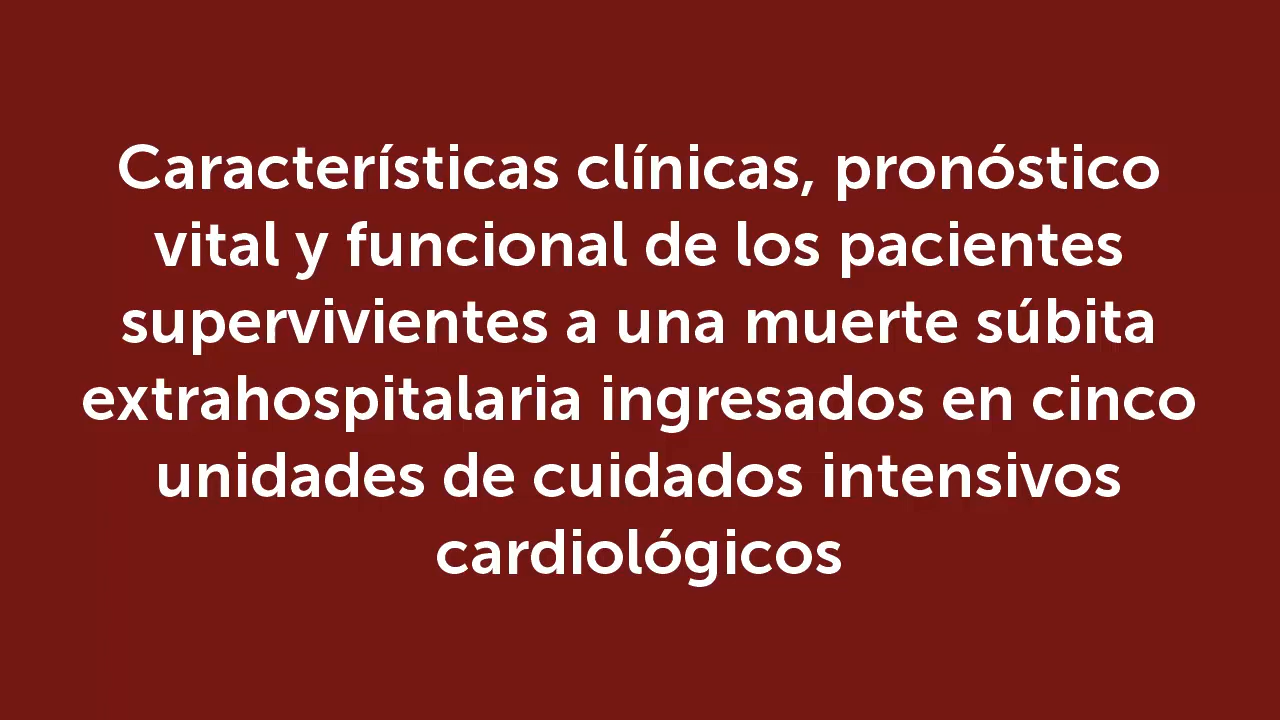 Características clínicas, pronóstico
vital y funcional de los pacientes
supervivientes a una muerte súbita
extrahospitalaria ingresados en cinco
unidades de cuidados intensivos
cardiológicos